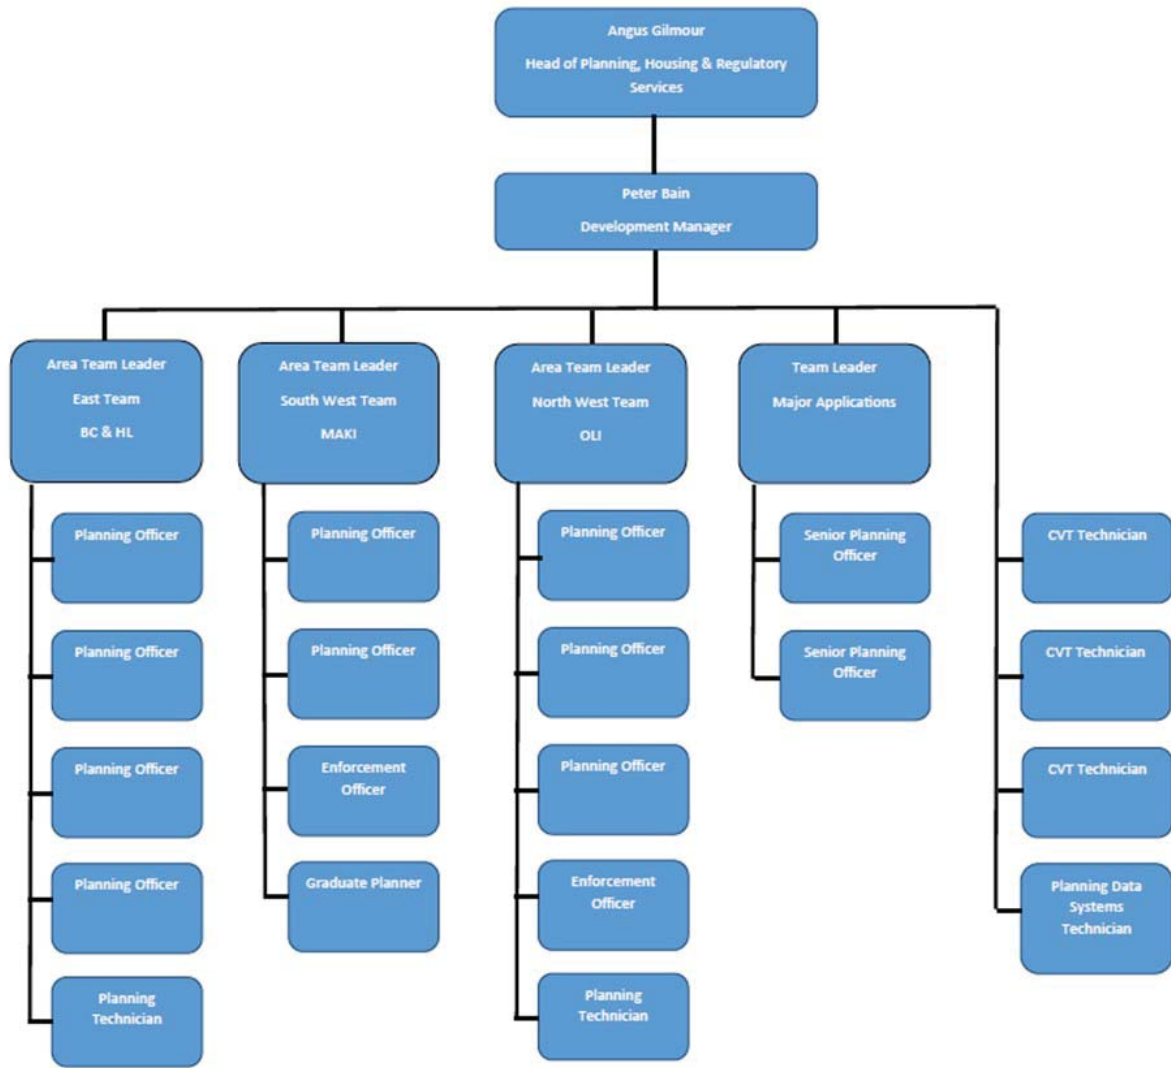 Angus Gilmour
Head of Planning, Housing & Regulatory
Services
Peter Bain
Development Manager
Area Team Leader
East Team
BC & HL
Area Team Leader
South West Team
MAKI
Area Team Leader
North West Team
OLI
Team Leader
Major Applications
Planning Officer
Planning Officer
Planning Officer
Planning Officer
Planning
Technician
Planning Officer
Planning Officer
Enforcement
Officer
Graduate Planner
Planning Officer
Planning Officer
Planning Officer
Enforcement
Officer
Planning
Technician
Senior Planning
Officer
Senior Planning
Officer
CVT Technician
CVT Technician
CVT Technician
Planning Data
Systems
Technician